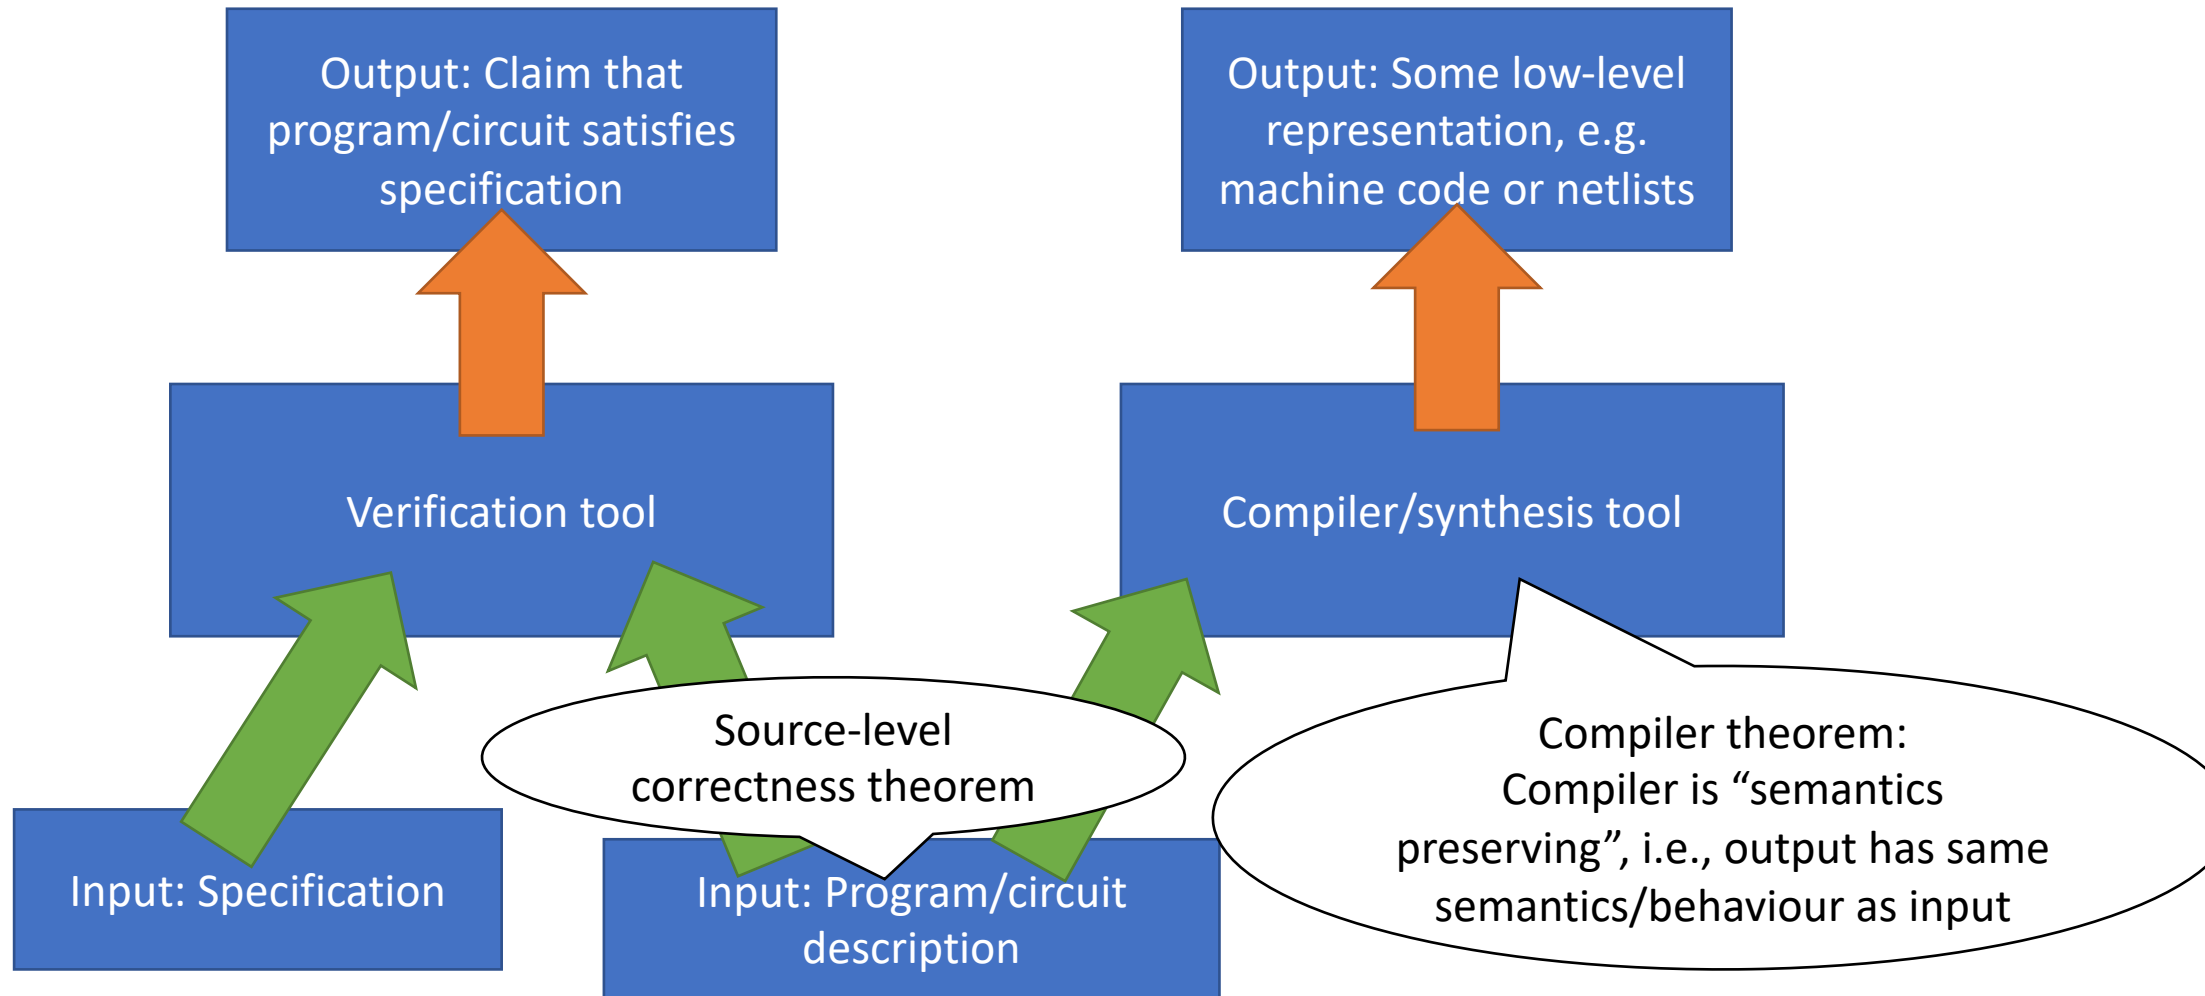 Output: Claim that
program/circuit satisfies
specification
Output: Some low-level
representation, e.g.
machine code or netlists
Verification tool
Compiler/synthesis tool
Source-level
correctness theorem
Compiler theorem:
Compiler is “semantics
preserving”, i.e., output has same
semantics/behaviour as input
Input: Specification
Input: Program/circuit
description